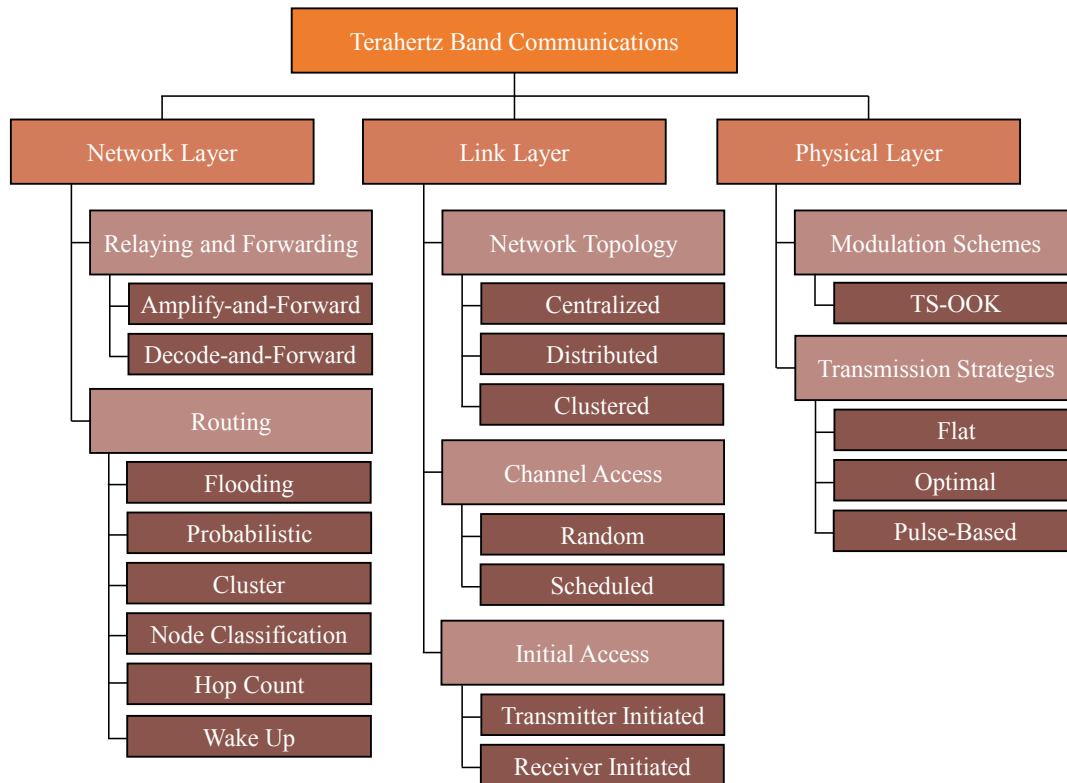 Terahertz Band Communications
Network Layer
Relaying and Forwarding
Amplify-and-Forward
Decode-and-Forward
Routing
Flooding
Probabilistic
Cluster
Node Classification
Hop Count
Wake Up
Link Layer
Network Topology
Centralized
Distributed
Clustered
Channel Access
Random
Scheduled
Initial Access
Transmitter Initiated
Receiver Initiated
Physical Layer
Modulation Schemes
TS-OOK
Transmission Strategies
Flat
Optimal
Pulse-Based